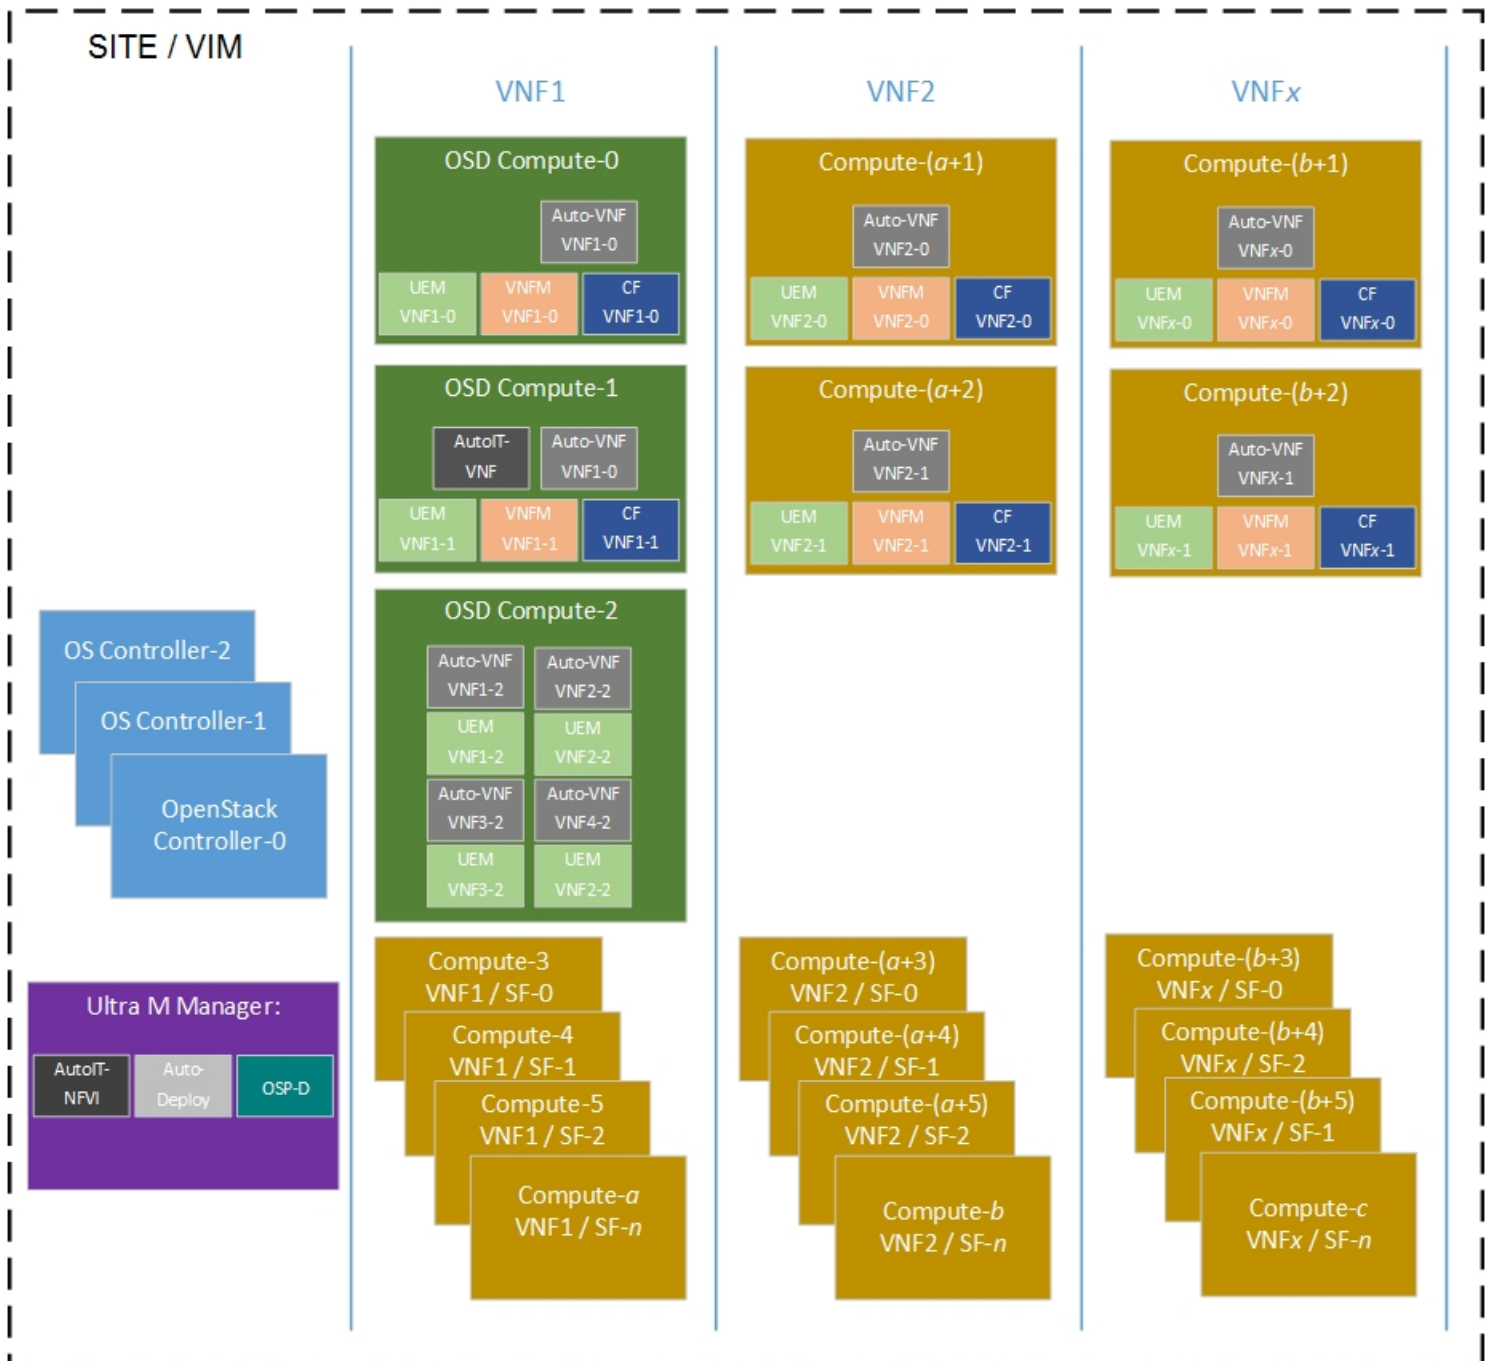 SITE / VIM
VNF1
VNF2
VNFx
OSD Compute-0
Auto-VNF
VNF1-0
UEM
VNF1-0
VNFM
VNF1-0
CF
VNF1-0
Compute-(a+1)
Auto-VNF
VNF2-0
UEM
VNF2-0
VNFM
VNF2-0
CF
VNF2-0
Compute-(b+1)
Auto-VNF
VNFx-0
UEM
VNFx-0
VNFM
VNFx-0
CF
VNFx-0
OSD Compute-1
AutoIT-
VNF
Auto-VNF
VNF1-0
UEM
VNF1-1
VNFM
VNF1-1
CF
VNF1-1
Compute-(a+2)
Auto-VNF
VNF2-1
UEM
VNF2-1
VNFM
VNF2-1
CF
VNF2-1
Compute-(b+2)
Auto-VNF
VNFX-1
UEM
VNFx-1
VNFM
VNFx-1
CF
VNFx-1
OSD Compute-2
Auto-VNF
VNF1-2
Auto-VNF
VNF2-2
UEM
VNF1-2
UEM
VNF2-2
Auto-VNF
VNF3-2
Auto-VNF
VNF4-2
UEM
VNF3-2
UEM
VNF2-2
OS Controller-2
OS Controller-1
OpenStack
Controller-0
Ultra M Manager:
AutoIT-
NFVI
Auto-
Deploy
OSP-D
Compute-3
VNF1 / SF-0
Compute-4
VNF1 / SF-1
Compute-5
VNF1 / SF-2
Compute-a
VNF1 / SF-n
Compute-(a+3)
VNF2 / SF-0
Compute-(a+4)
VNF2 / SF-1
Compute-(a+5)
VNF2 / SF-2
Compute-b
VNF2 / SF-n
Compute-(b+3)
VNFx / SF-0
Compute-(b+4)
VNFx / SF-2
Compute-(b+5)
VNFx / SF-1
Compute-c
VNFx / SF-n